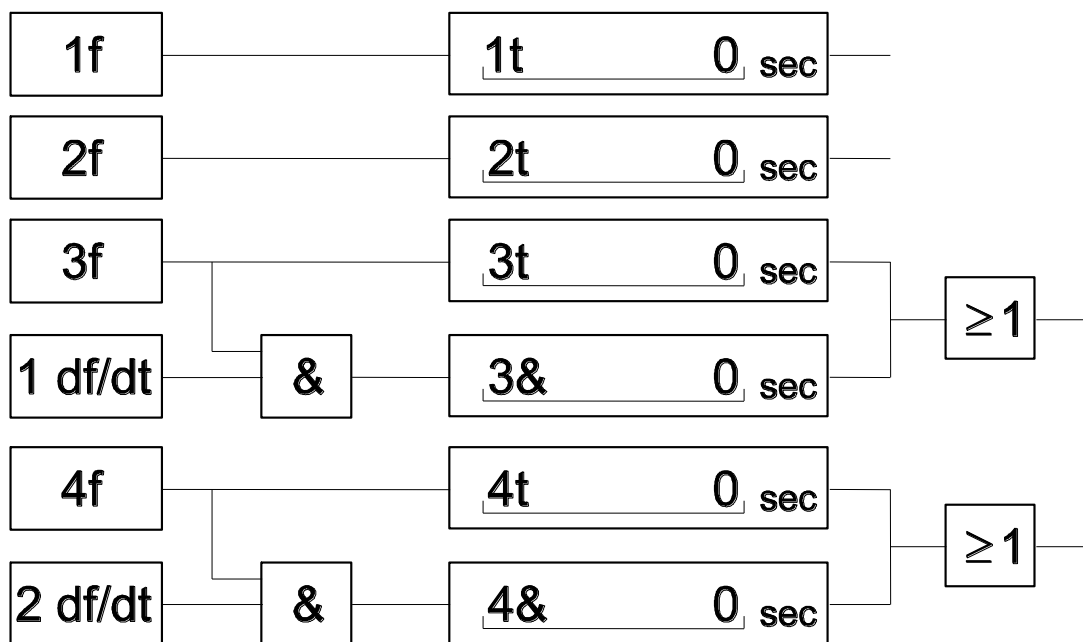 1f 1t 0 sec
2f 2t 0 sec
3f 3t 0 sec
≥1
1 df/dt & 3& 0 sec
4f 4t 0 sec
≥1
2 df/dt & 4& 0 sec